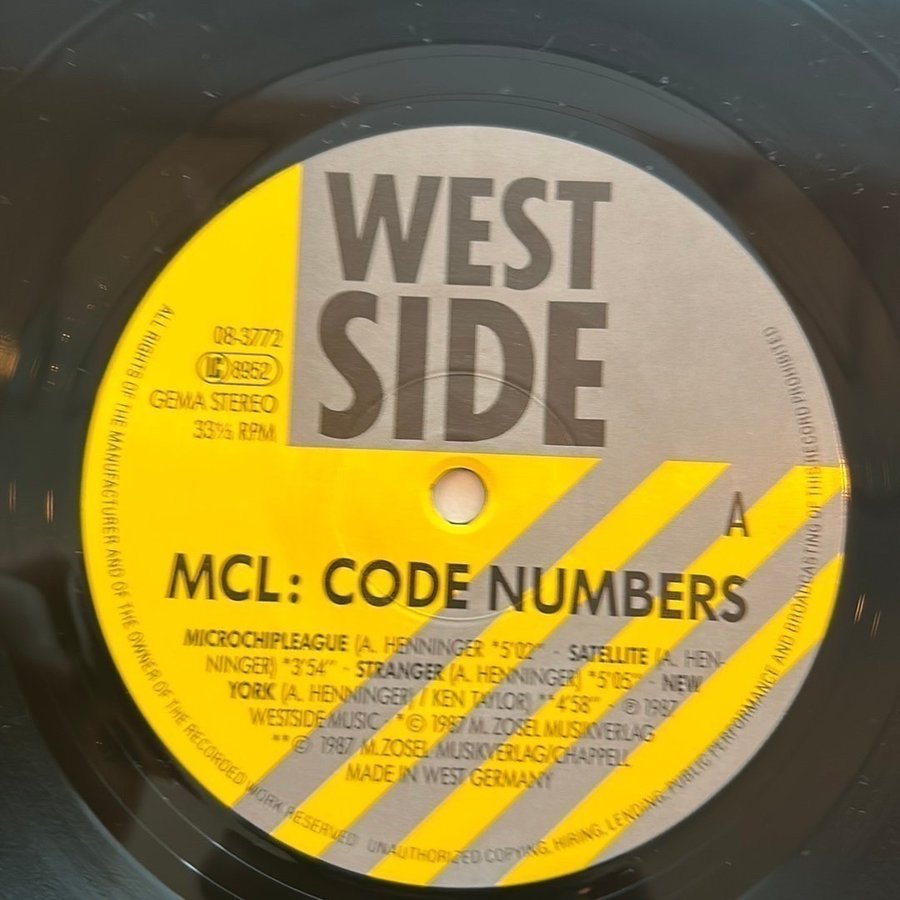 WEST
SIDE
08-3772
LC 8952
GEMA STEREO
33⅓ RPM
A
MCL: CODE NUMBERS
MICROCHIPLEAGUE (A. HENNINGER *5'02" - SATELLITE (A. HEN-
NINGER) *3'54" - STRANGER (A. HENNINGER) *5'05" - NEW
YORK (A. HENNINGER) / KEN TAYLOR) **4'58" - ℗ 1987
WESTSIDE MUSIC - *© 1987 M. ZOSEL MUSIKVERLAG
**© 1987 M. ZOSEL MUSIKVERLAG/CHAPPELL
MADE IN WEST GERMANY
ALL RIGHTS OF THE MANUFACTURER AND OF THE OWNER OF THE RECORDED WORK RESERVED UNAUTHORIZED COPYING, HIRING, LENDING, PUBLIC PERFORMANCE AND BROADCASTING OF THIS RECORD PROHIBITED